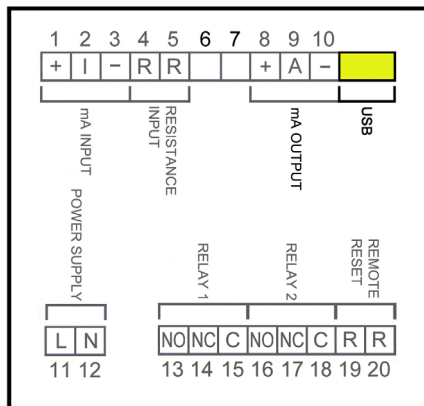 1 2 3 4 5 6 7 8 9 10
+ I − R R + A −
mA INPUT
RESISTANCE
INPUT
mA OUTPUT
USB
POWER SUPPLY
RELAY 1
RELAY 2
REMOTE
RESET
L N NO NC C NO NC C R R
11 12 13 14 15 16 17 18 19 20